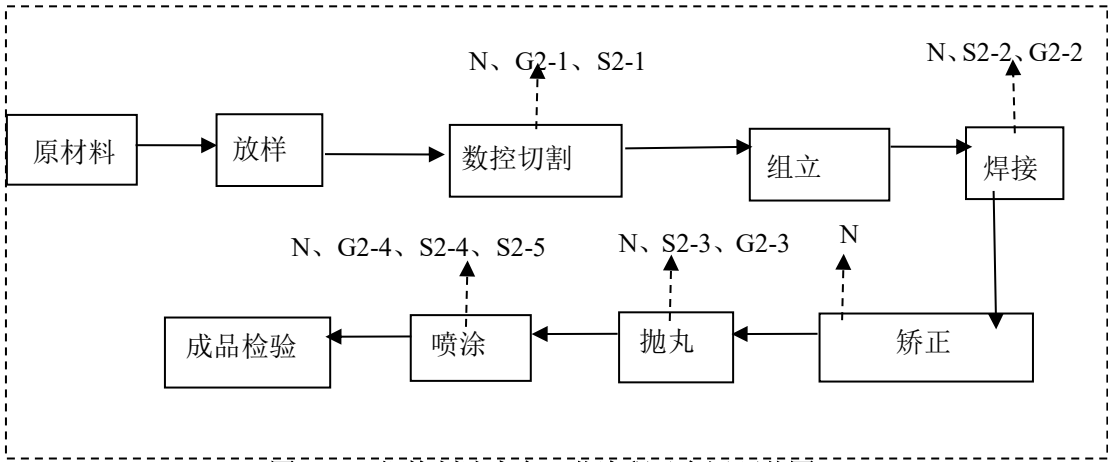 N、G2-1、S2-1
N、S2-2、G2-2
原材料
放样
数控切割
组立
焊接
N、G2-4、S2-4、S2-5
N、S2-3、G2-3
N
成品检验
喷涂
抛丸
矫正